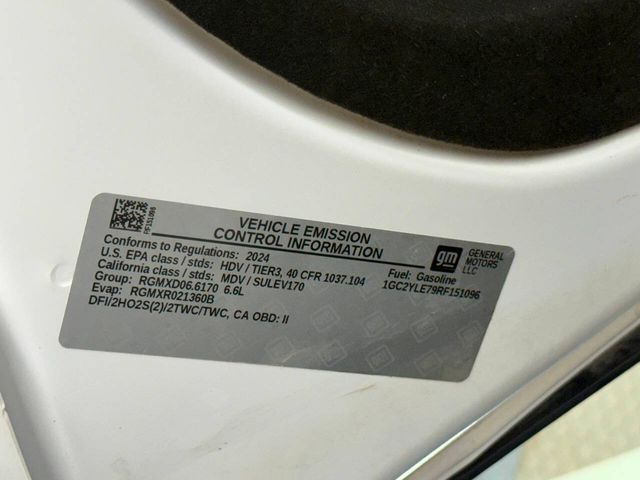 RF151096
VEHICLE EMISSION
CONTROL INFORMATION
Conforms to Regulations: 2024
U.S. EPA class / stds: HDV / TIER3, 40 CFR 1037.104
California class / stds: MDV / SULEV170
Group: RGMXD06.6170 6.6L
Evap: RGMXR021360B
DFI/2HO2S(2)/2TWC/TWC, CA OBD: II
Fuel: Gasoline
1GC2YLE79RF151096
gm
GENERAL
MOTORS
LLC